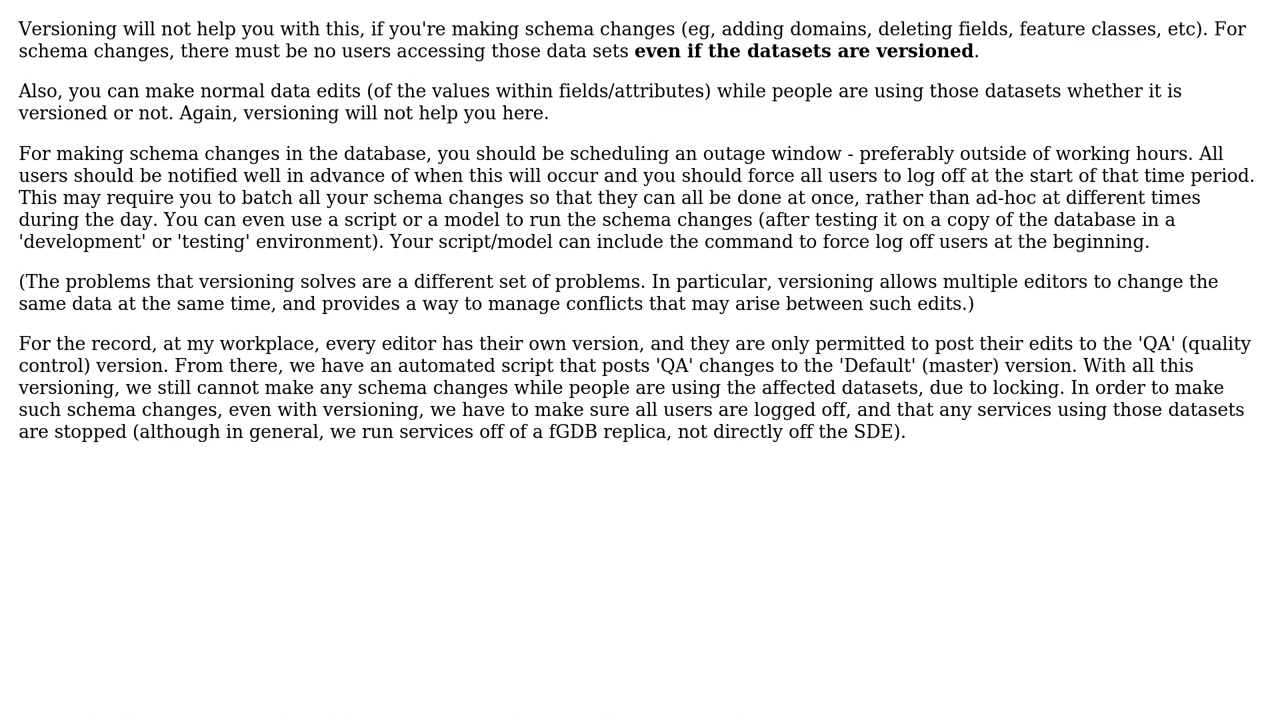 Versioning will not help you with this, if you're making schema changes (eg, adding domains, deleting fields, feature classes, etc). For
schema changes, there must be no users accessing those data sets even if the datasets are versioned.
Also, you can make normal data edits (of the values within fields/attributes) while people are using those datasets whether it is
versioned or not. Again, versioning will not help you here.
For making schema changes in the database, you should be scheduling an outage window - preferably outside of working hours. All
users should be notified well in advance of when this will occur and you should force all users to log off at the start of that time period.
This may require you to batch all your schema changes so that they can all be done at once, rather than ad-hoc at different times
during the day. You can even use a script or a model to run the schema changes (after testing it on a copy of the database in a
'development' or 'testing' environment). Your script/model can include the command to force log off users at the beginning.
(The problems that versioning solves are a different set of problems. In particular, versioning allows multiple editors to change the
same data at the same time, and provides a way to manage conflicts that may arise between such edits.)
For the record, at my workplace, every editor has their own version, and they are only permitted to post their edits to the 'QA' (quality
control) version. From there, we have an automated script that posts 'QA' changes to the 'Default' (master) version. With all this
versioning, we still cannot make any schema changes while people are using the affected datasets, due to locking. In order to make
such schema changes, even with versioning, we have to make sure all users are logged off, and that any services using those datasets
are stopped (although in general, we run services off of a fGDB replica, not directly off the SDE).